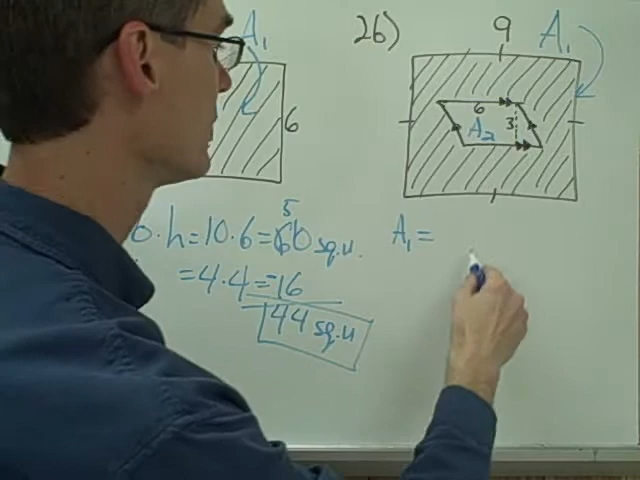 A₁
6
26)
9
A₁
6
3
A₂
b·h=10·6=60 sq.u.
5
=4·4=-16
44 sq.u
A₁=